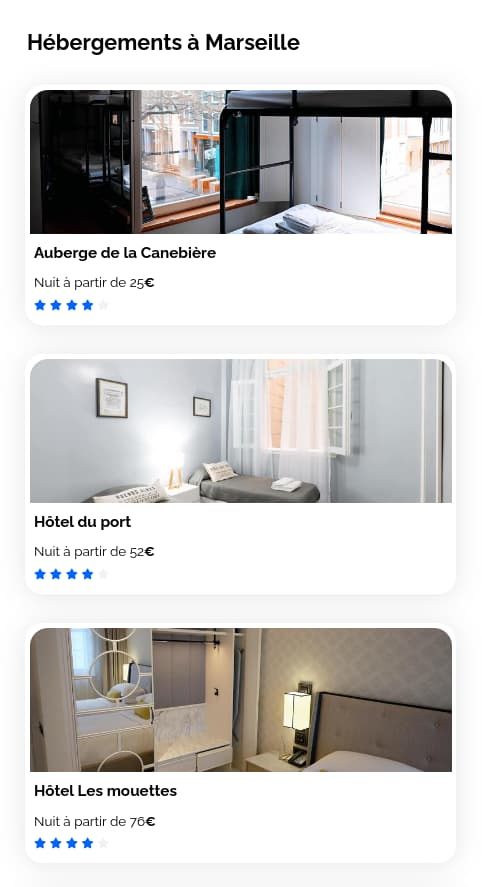 Hébergements à Marseille
Auberge de la Canebière
Nuit à partir de 25€
Hôtel du port
Nuit à partir de 52€
Hôtel Les mouettes
Nuit à partir de 76€